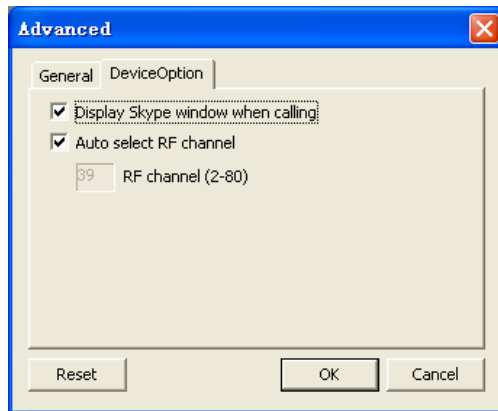 Advanced
General DeviceOption
Display Skype window when calling
Auto select RF channel
39 RF channel (2-80)
Reset OK Cancel